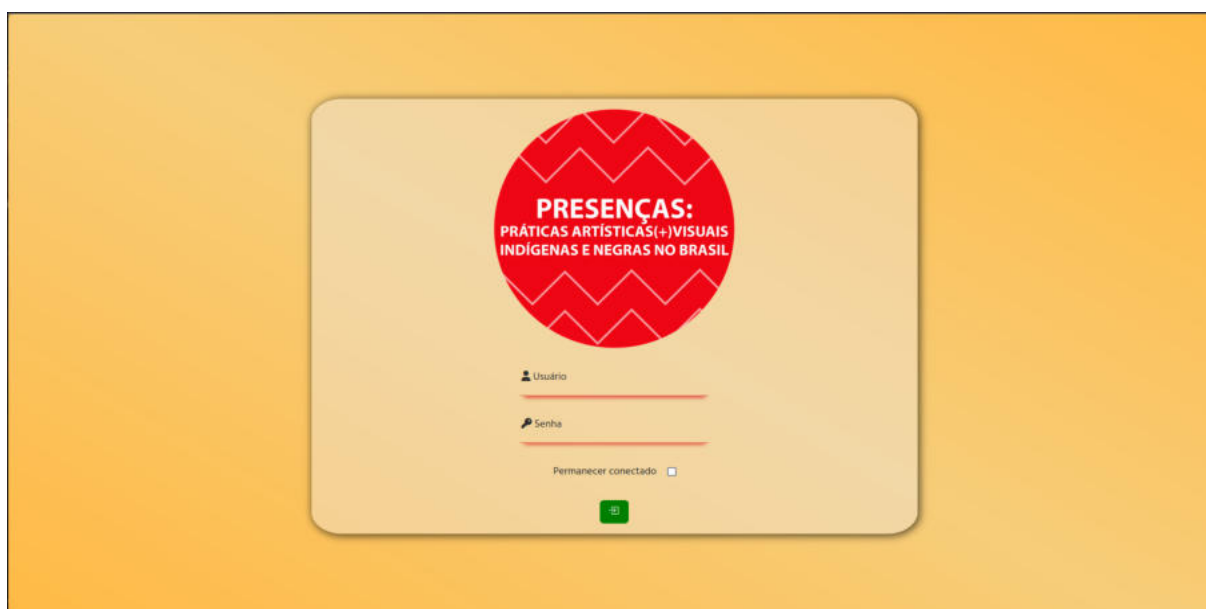 PRESENÇAS:
PRÁTICAS ARTÍSTICAS(+)VISUAIS
INDÍGENAS E NEGRAS NO BRASIL
Usuário
Senha
Permanecer conectado